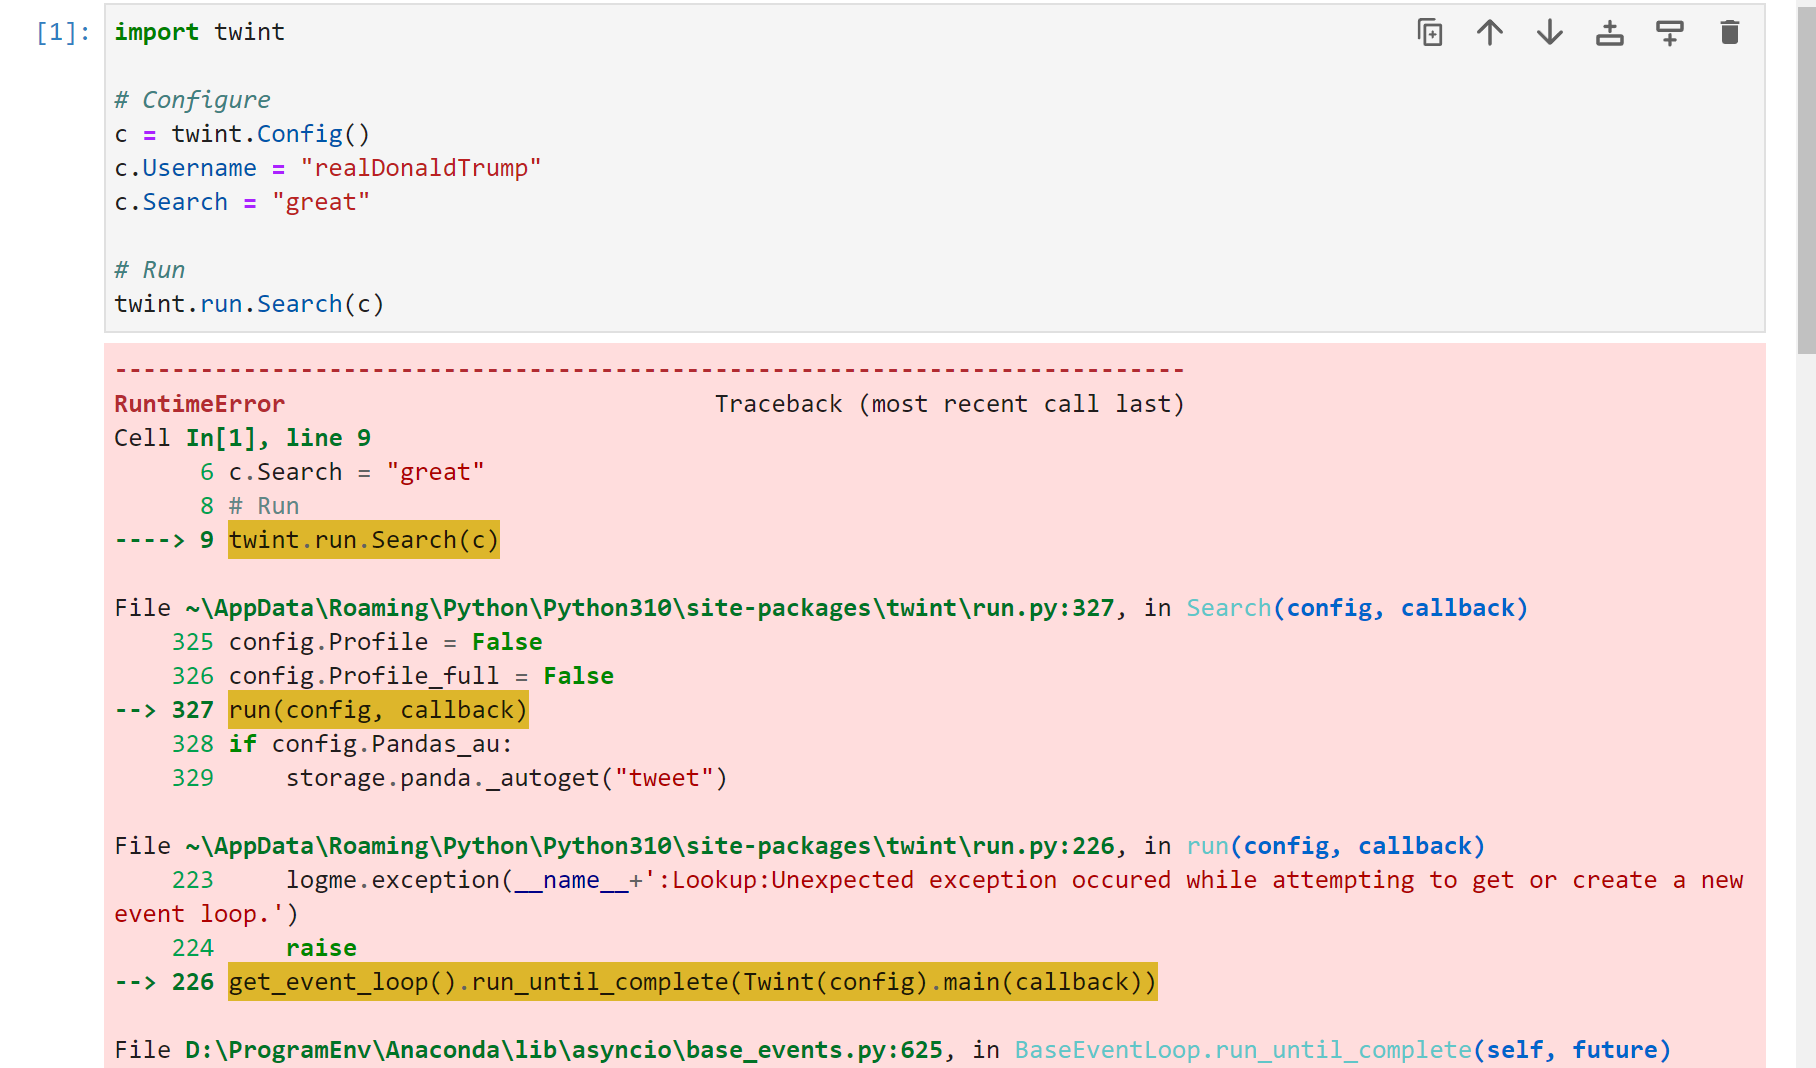 [1]: import twint
# Configure
c = twint.Config()
c.Username = "realDonaldTrump"
c.Search = "great"
# Run
twint.run.Search(c)
---------------------------------------------------------------------------
RuntimeError                              Traceback (most recent call last)
Cell In[1], line 9
      6 c.Search = "great"
      8 # Run
----> 9 twint.run.Search(c)
File ~\AppData\Roaming\Python\Python310\site-packages\twint\run.py:327, in Search(config, callback)
    325 config.Profile = False
    326 config.Profile_full = False
--> 327 run(config, callback)
    328 if config.Pandas_au:
    329     storage.panda._autoget("tweet")
File ~\AppData\Roaming\Python\Python310\site-packages\twint\run.py:226, in run(config, callback)
    223     logme.exception(__name__+':Lookup:Unexpected exception occured while attempting to get or create a new
event loop.')
    224     raise
--> 226 get_event_loop().run_until_complete(Twint(config).main(callback))
File D:\ProgramEnv\Anaconda\lib\asyncio\base_events.py:625, in BaseEventLoop.run_until_complete(self, future)